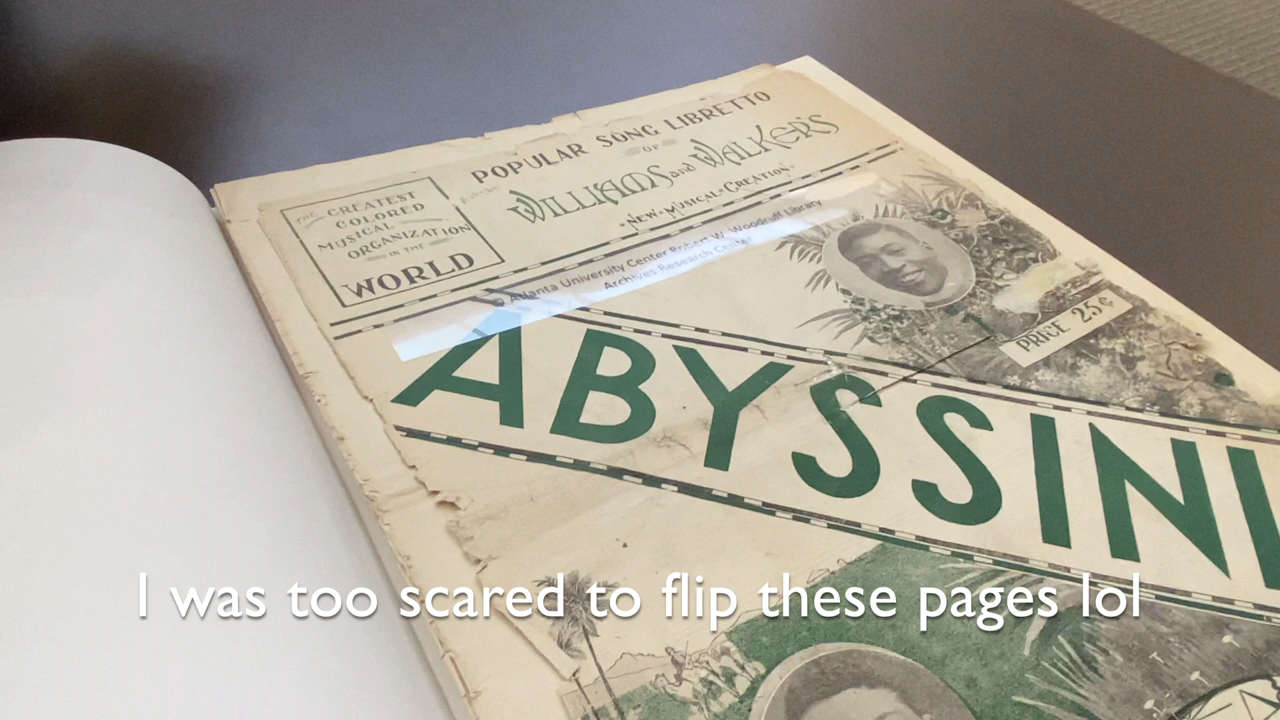 POPULAR SONG LIBRETTO
OF
WILLIAMS and WALKER'S
NEW-MUSICAL-CREATION
THE GREATEST
COLORED
MUSICAL
ORGANIZATION
IN THE
WORLD
© Atlanta University Center Robert W. Woodruff Library
Archives Research Center
PRICE 25¢
ABYSSINI
I was too scared to flip these pages lol